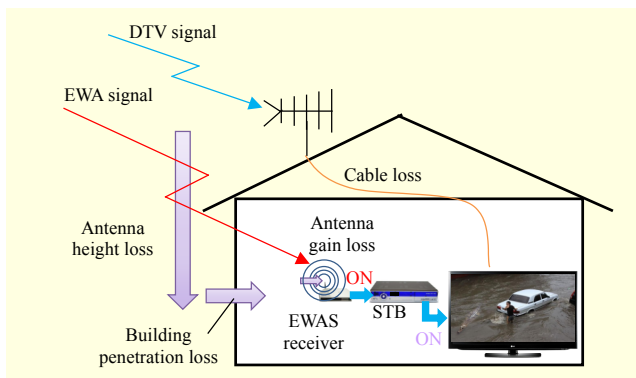 DTV signal
EWA signal
Cable loss
Antenna
height loss
Antenna
gain loss
ON
EWAS
receiver
STB
ON
Building
penetration loss